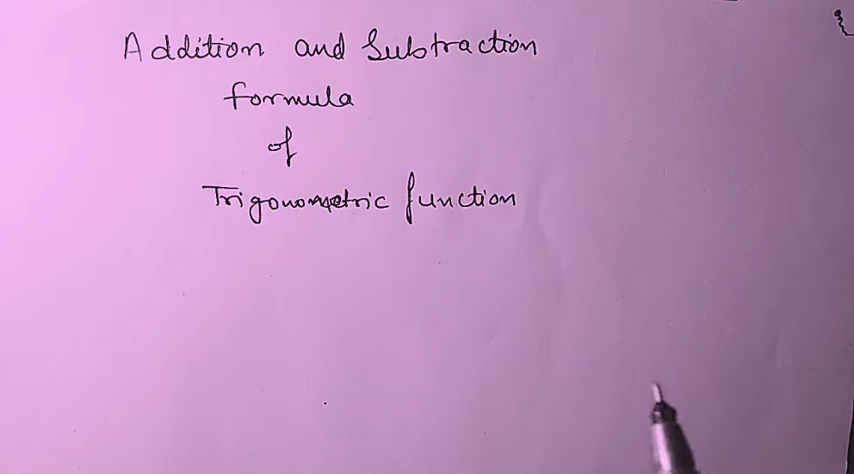 Addition and Subtraction
formula
of
Trigonometric function